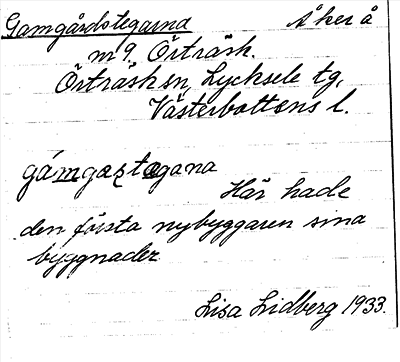 Gamgårdstegarna Åker å
nr 9, Örträsk.
Örträsk sn, Lycksele tg,
Västerbottens l.
Här hade
den första nybyggaren sina
byggnader
Lisa Lidberg 1933.